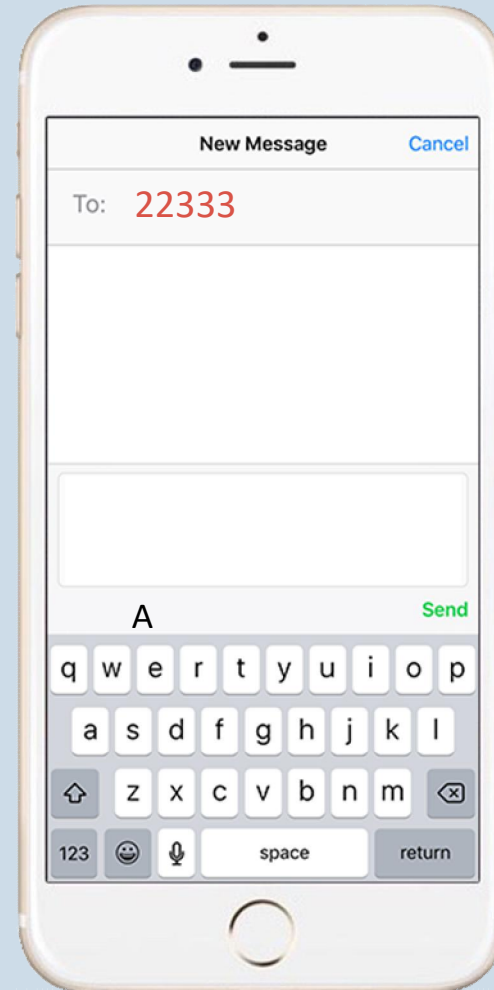 New Message Cancel
To: 22333
A
Send
q w e r t y u i o p
a s d f g h j k l
z x c v b n m
123 space return